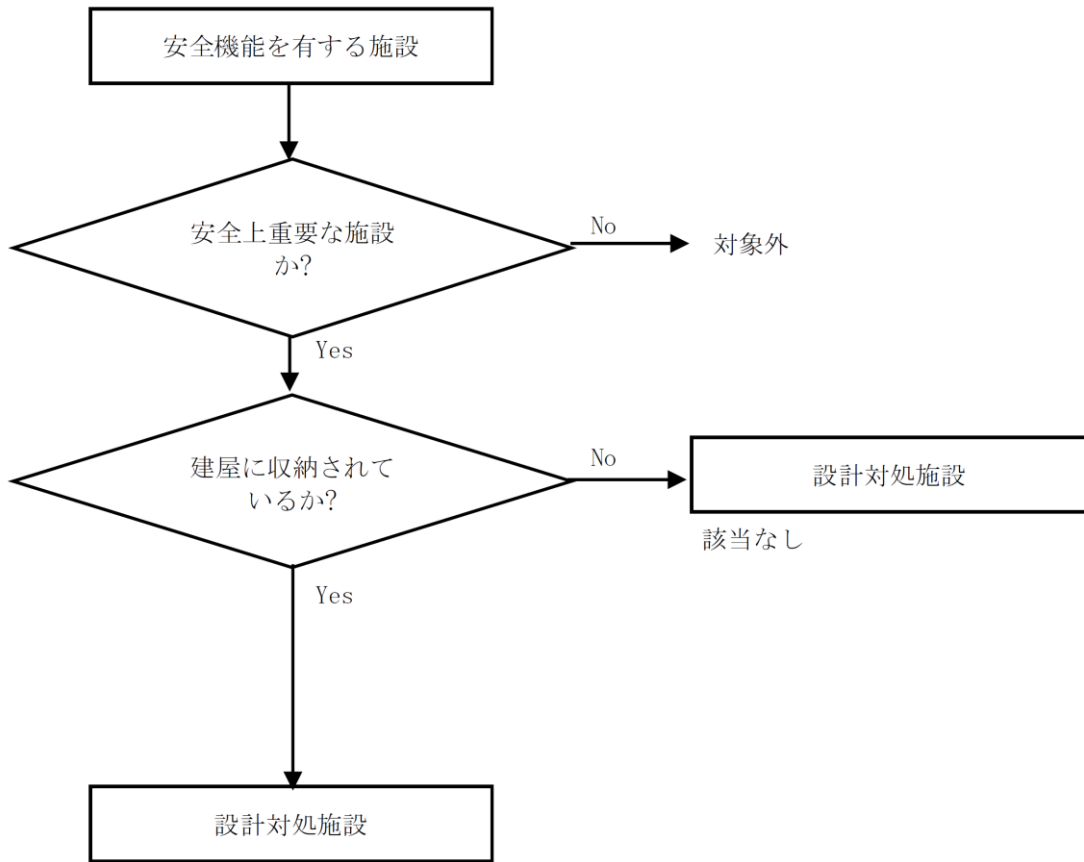 安全機能を有する施設
安全上重要な施設
か?
No
対象外
Yes
建屋に収納されて
いるか?
No
設計対処施設
該当なし
Yes
設計対処施設